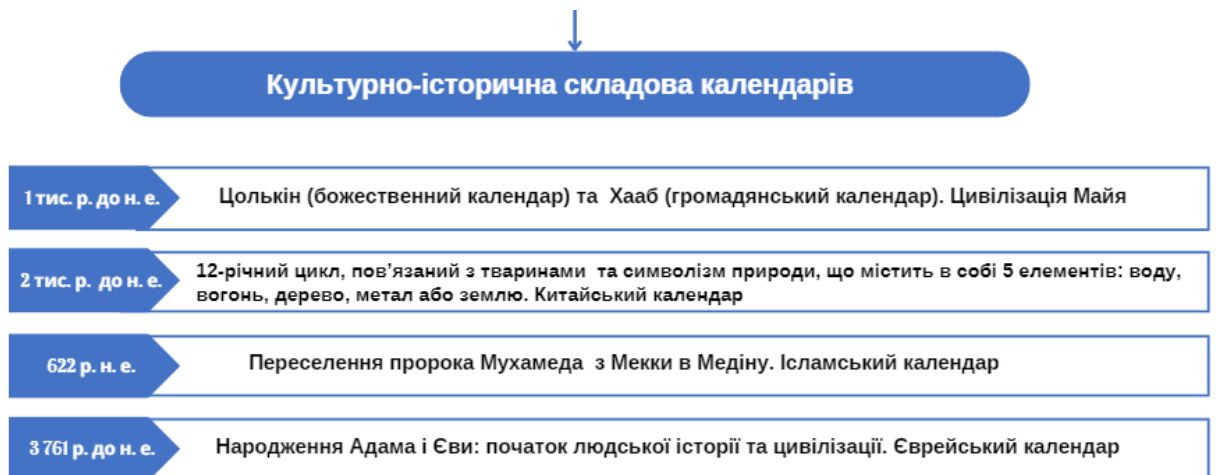 Культурно-історична складова календарів
1 тис. р. до н. е.
Цолькін (божественний календар) та Хааб (громадянський календар). Цивілізація Майя
2 тис. р. до н. е.
12-річний цикл, пов’язаний з тваринами та символізм природи, що містить в собі 5 елементів: воду,
вогонь, дерево, метал або землю. Китайський календар
622 р. н. е.
Переселення пророка Мухамеда з Мекки в Медіну. Ісламський календар
3 761 р. до н. е.
Народження Адама і Єви: початок людської історії та цивілізації. Єврейський календар